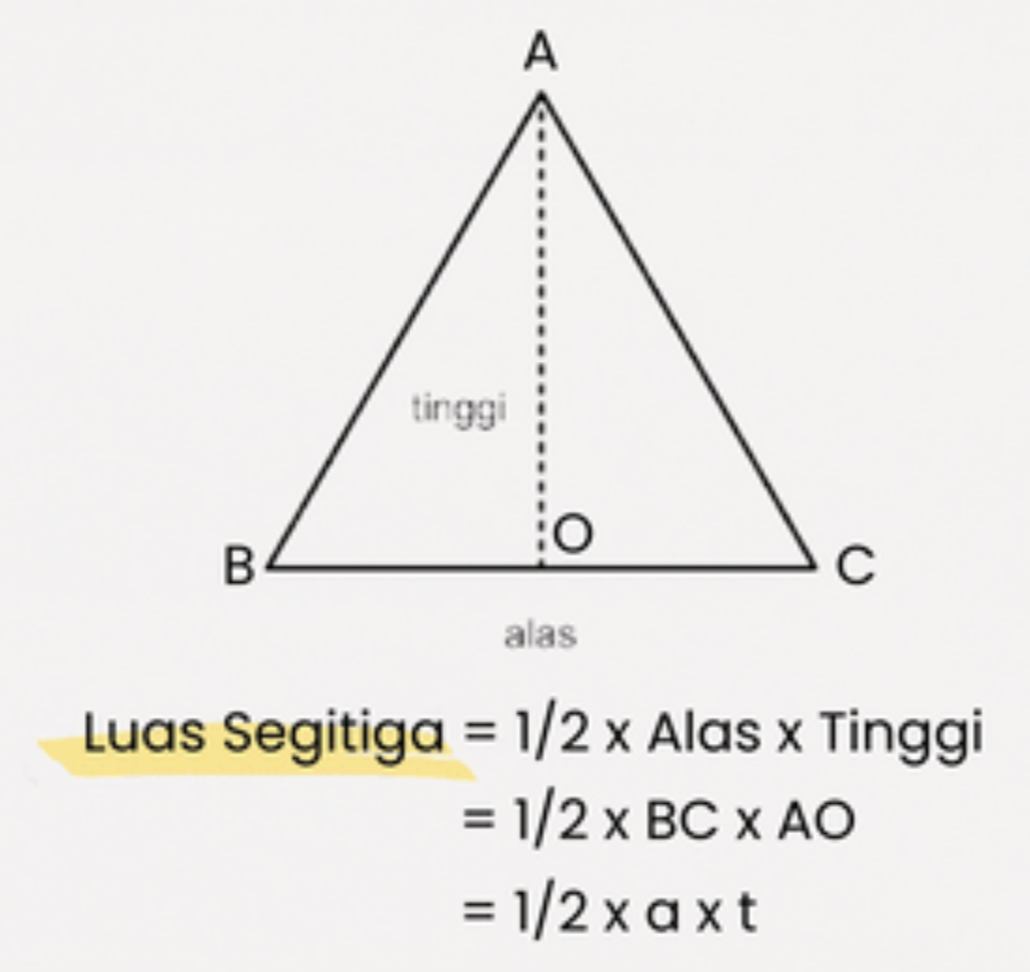 A
tinggi
O
B
C
alas
Luas Segitiga = 1/2 x Alas x Tinggi
= 1/2 x BC x AO
= 1/2 x a x t